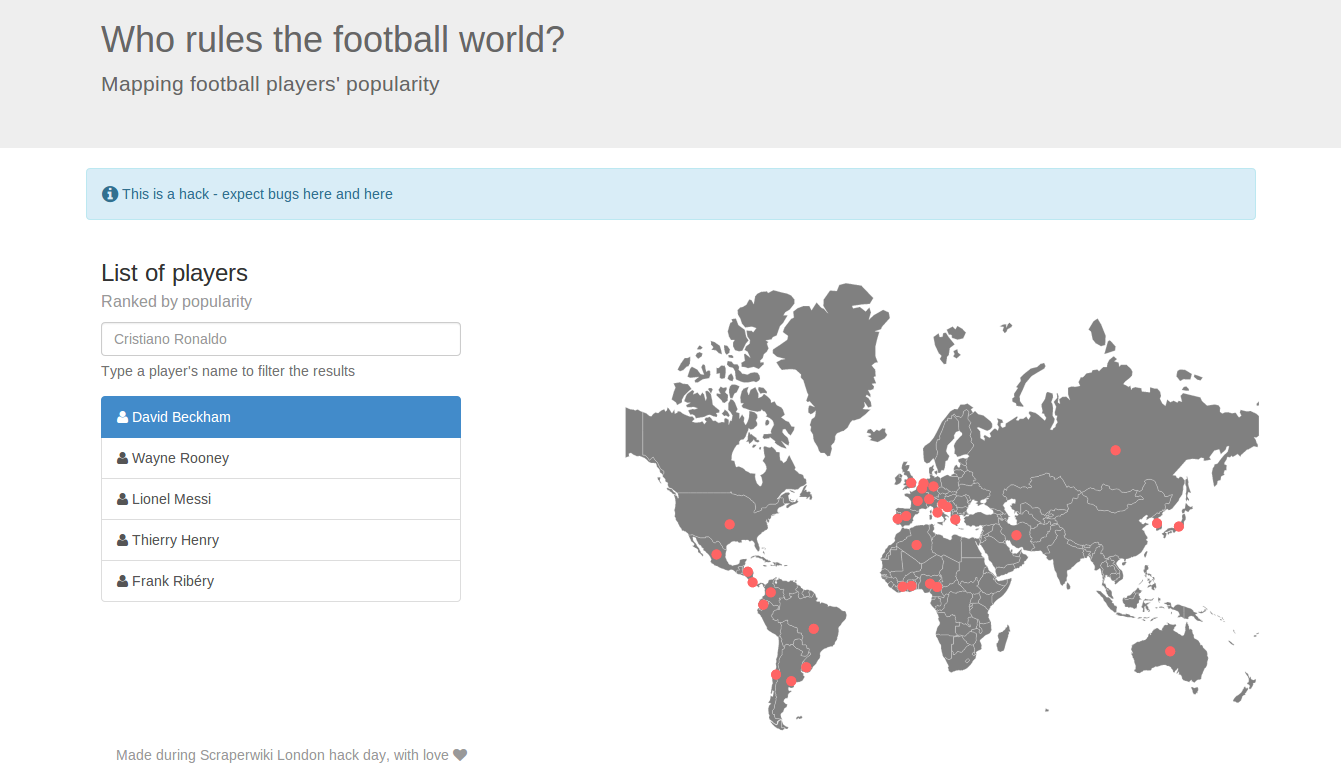 Who rules the football world?
Mapping football players' popularity
This is a hack - expect bugs here and here
List of players
Ranked by popularity
Cristiano Ronaldo
Type a player's name to filter the results
David Beckham
Wayne Rooney
Lionel Messi
Thierry Henry
Frank Ribéry
Made during Scraperwiki London hack day, with love